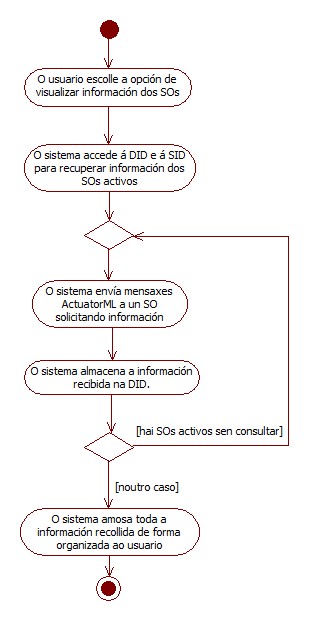 O usuario escolle a opción de
visualizar información dos SOs
O sistema accede á DID e á SID
para recuperar información dos
SOs activos
O sistema envía mensaxes
ActuatorML a un SO
solicitando información
O sistema almacena a información
recibida na DID.
[hai SOs activos sen consultar]
[noutro caso]
O sistema amosa toda a
información recollida de forma
organizada ao usuario